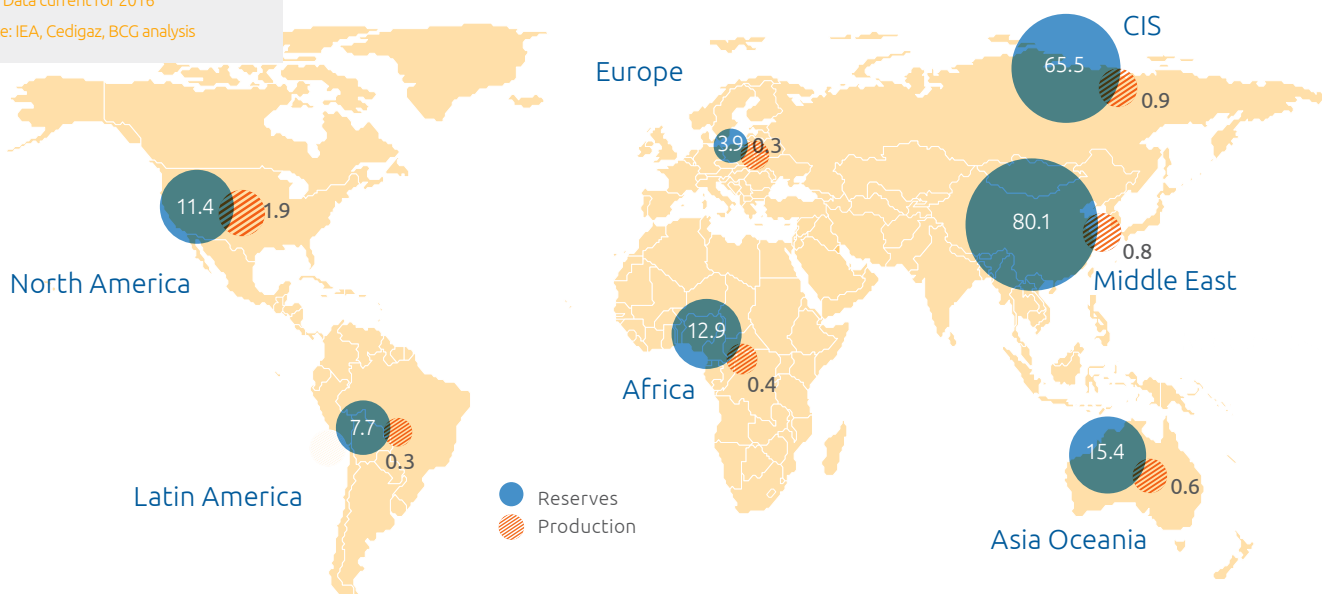 Data current for 2016
e: IEA, Cedigaz, BCG analysis
CIS
65.5
0.9
Europe
3.9
0.3
11.4
1.9
North America
80.1
0.8
Middle East
12.9
0.4
Africa
7.7
0.3
Latin America
15.4
0.6
Asia Oceania
Reserves
Production